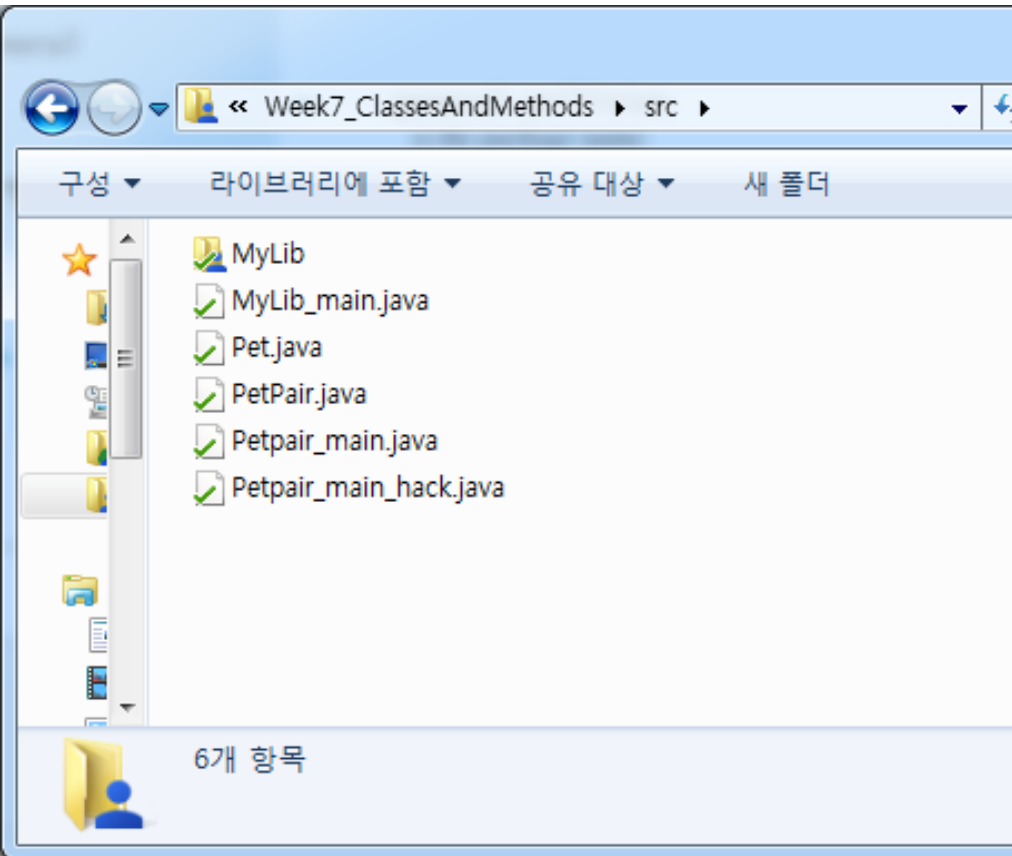 « Week7_ClassesAndMethods ▸ src ▸
구성 라이브러리에 포함 공유 대상 새 폴더
MyLib
MyLib_main.java
Pet.java
PetPair.java
Petpair_main.java
Petpair_main_hack.java
6개 항목